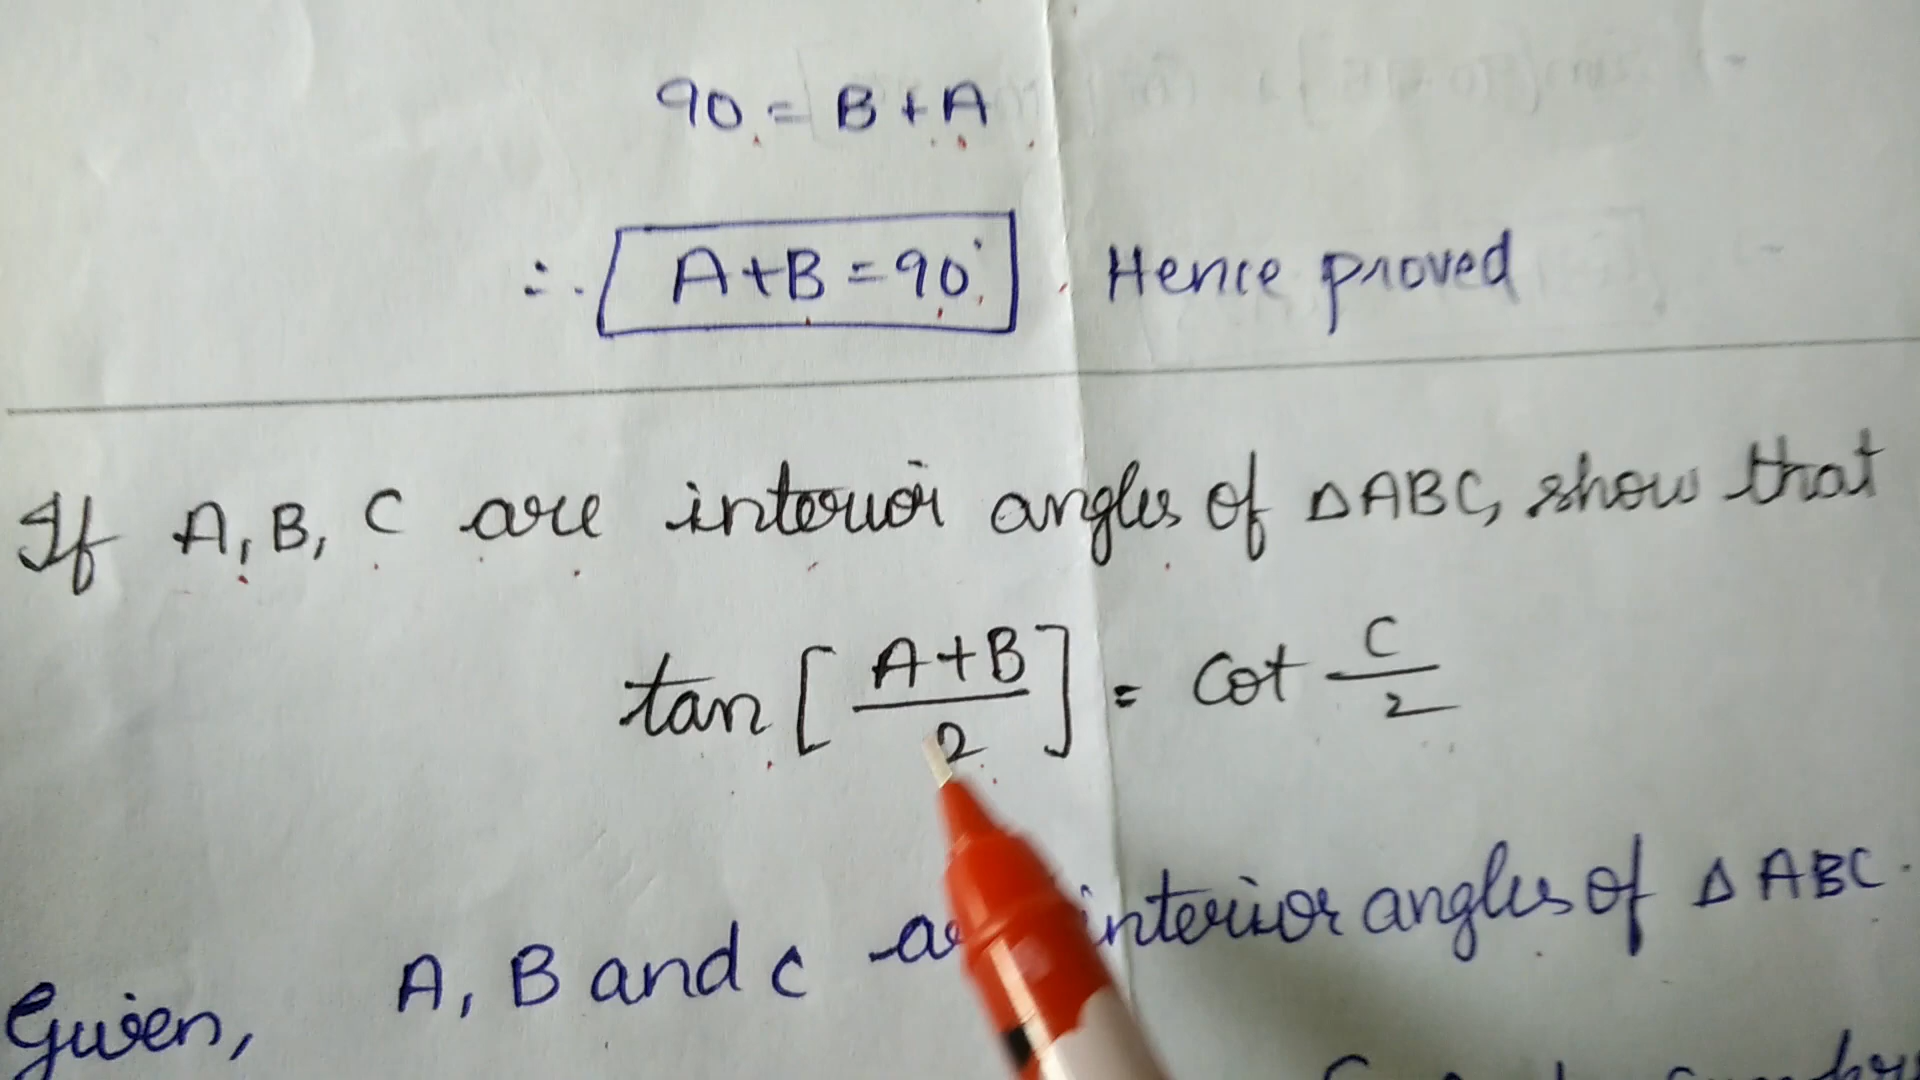 90 = B + A
∴ A+B = 90° Hence proved
If A, B, C are interior angles of △ABC, show that
tan [A+B/2] = Cot C/2
Given, A, B and C interior angles of △ ABC.